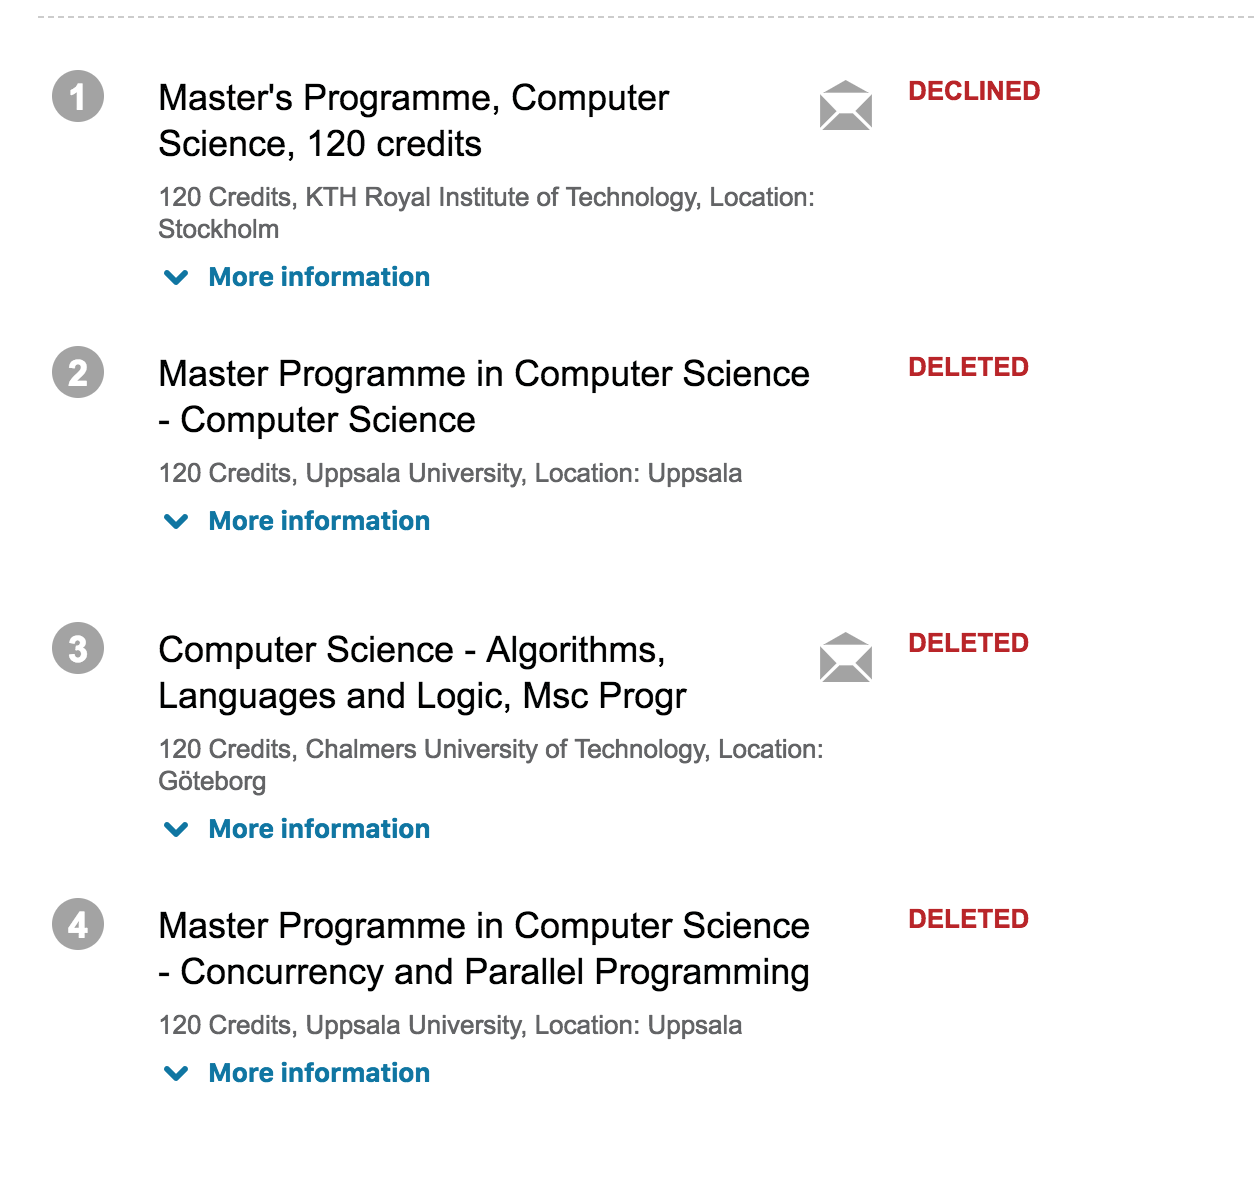 1
Master's Programme, Computer
Science, 120 credits
DECLINED
120 Credits, KTH Royal Institute of Technology, Location:
Stockholm
More information
2
Master Programme in Computer Science
- Computer Science
DELETED
120 Credits, Uppsala University, Location: Uppsala
More information
3
Computer Science - Algorithms,
Languages and Logic, Msc Progr
DELETED
120 Credits, Chalmers University of Technology, Location:
Göteborg
More information
4
Master Programme in Computer Science
- Concurrency and Parallel Programming
DELETED
120 Credits, Uppsala University, Location: Uppsala
More information